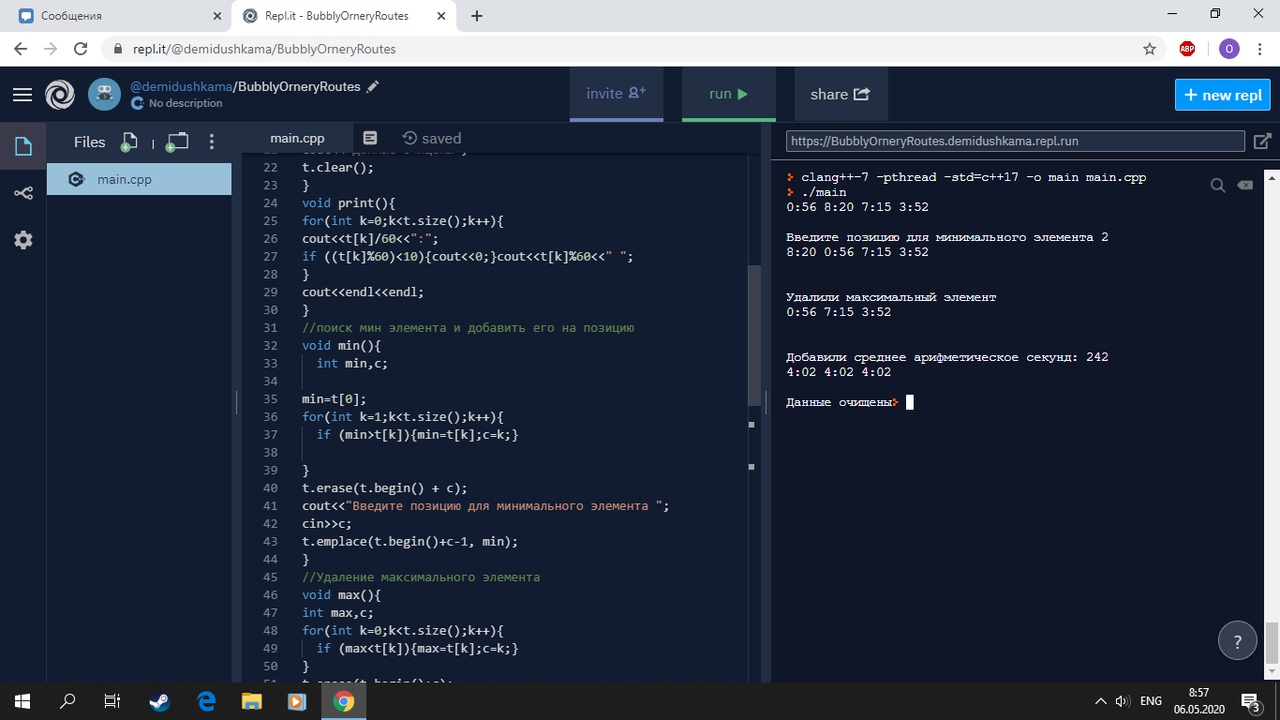 Сообщения
Repl.it - BubblyOrneryRoutes
repl.it/@demidushkama/BubblyOrneryRoutes
ABP
O
@demidushkama/BubblyOrneryRoutes
No description
invite
run
share
+ new repl
Files
main.cpp
main.cpp
saved
https://BubblyOrneryRoutes.demidushkama.repl.run
22 t.clear();
23 }
24 void print(){
25 for(int k=0;k<t.size();k++){
26 cout<<t[k]/60<<":";
27 if ((t[k]%60)<10){cout<<0;}cout<<t[k]%60<<" ";
28 }
29 cout<<endl<<endl;
30 }
31 //поиск мин элемента и добавить его на позицию
32 void min(){
33 int min,c;
34
35 min=t[0];
36 for(int k=1;k<t.size();k++){
37 if (min>t[k]){min=t[k];c=k;}
38
39 }
40 t.erase(t.begin() + c);
41 cout<<"Введите позицию для минимального элемента ";
42 cin>>c;
43 t.emplace(t.begin()+c-1, min);
44 }
45 //Удаление максимального элемента
46 void max(){
47 int max,c;
48 for(int k=0;k<t.size();k++){
49 if (max<t[k]){max=t[k];c=k;}
50 }
clang++-7 -pthread -std=c++17 -o main main.cpp
./main
0:56 8:20 7:15 3:52
Введите позицию для минимального элемента 2
8:20 0:56 7:15 3:52
Удалили максимальный элемент
0:56 7:15 3:52
Добавили среднее арифметическое секунд: 242
4:02 4:02 4:02
Данные очищены
?
ENG
8:57
06.05.2020
3